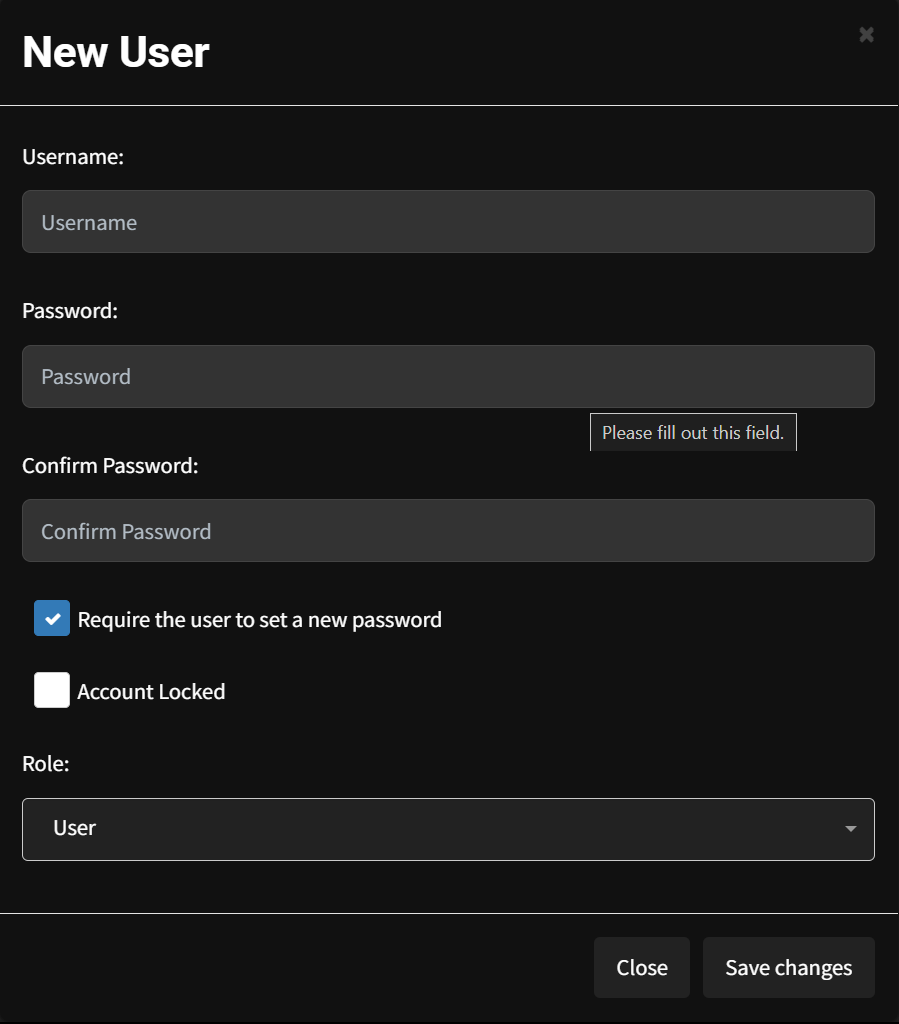 New User
Username:
Username
Password:
Password
Please fill out this field.
Confirm Password:
Confirm Password
Require the user to set a new password
Account Locked
Role:
User
Close
Save changes